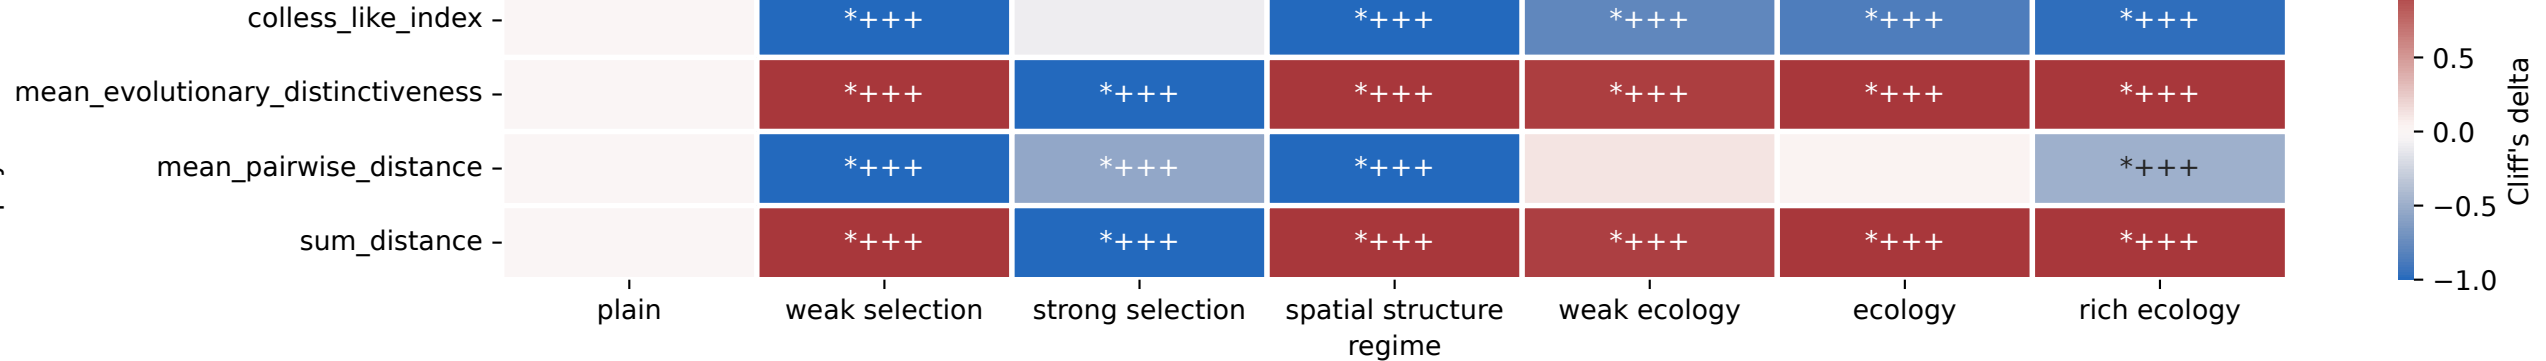 colless_like_index *+++ *+++ *+++ *+++ *+++
mean_evolutionary_distinctiveness *+++ *+++ *+++ *+++ *+++ *+++
mean_pairwise_distance *+++ *+++ *+++ *+++
sum_distance *+++ *+++ *+++ *+++ *+++ *+++
plain weak selection strong selection spatial structure weak ecology ecology rich ecology
regime
0.5
0.0
−0.5
−1.0
Cliff's delta